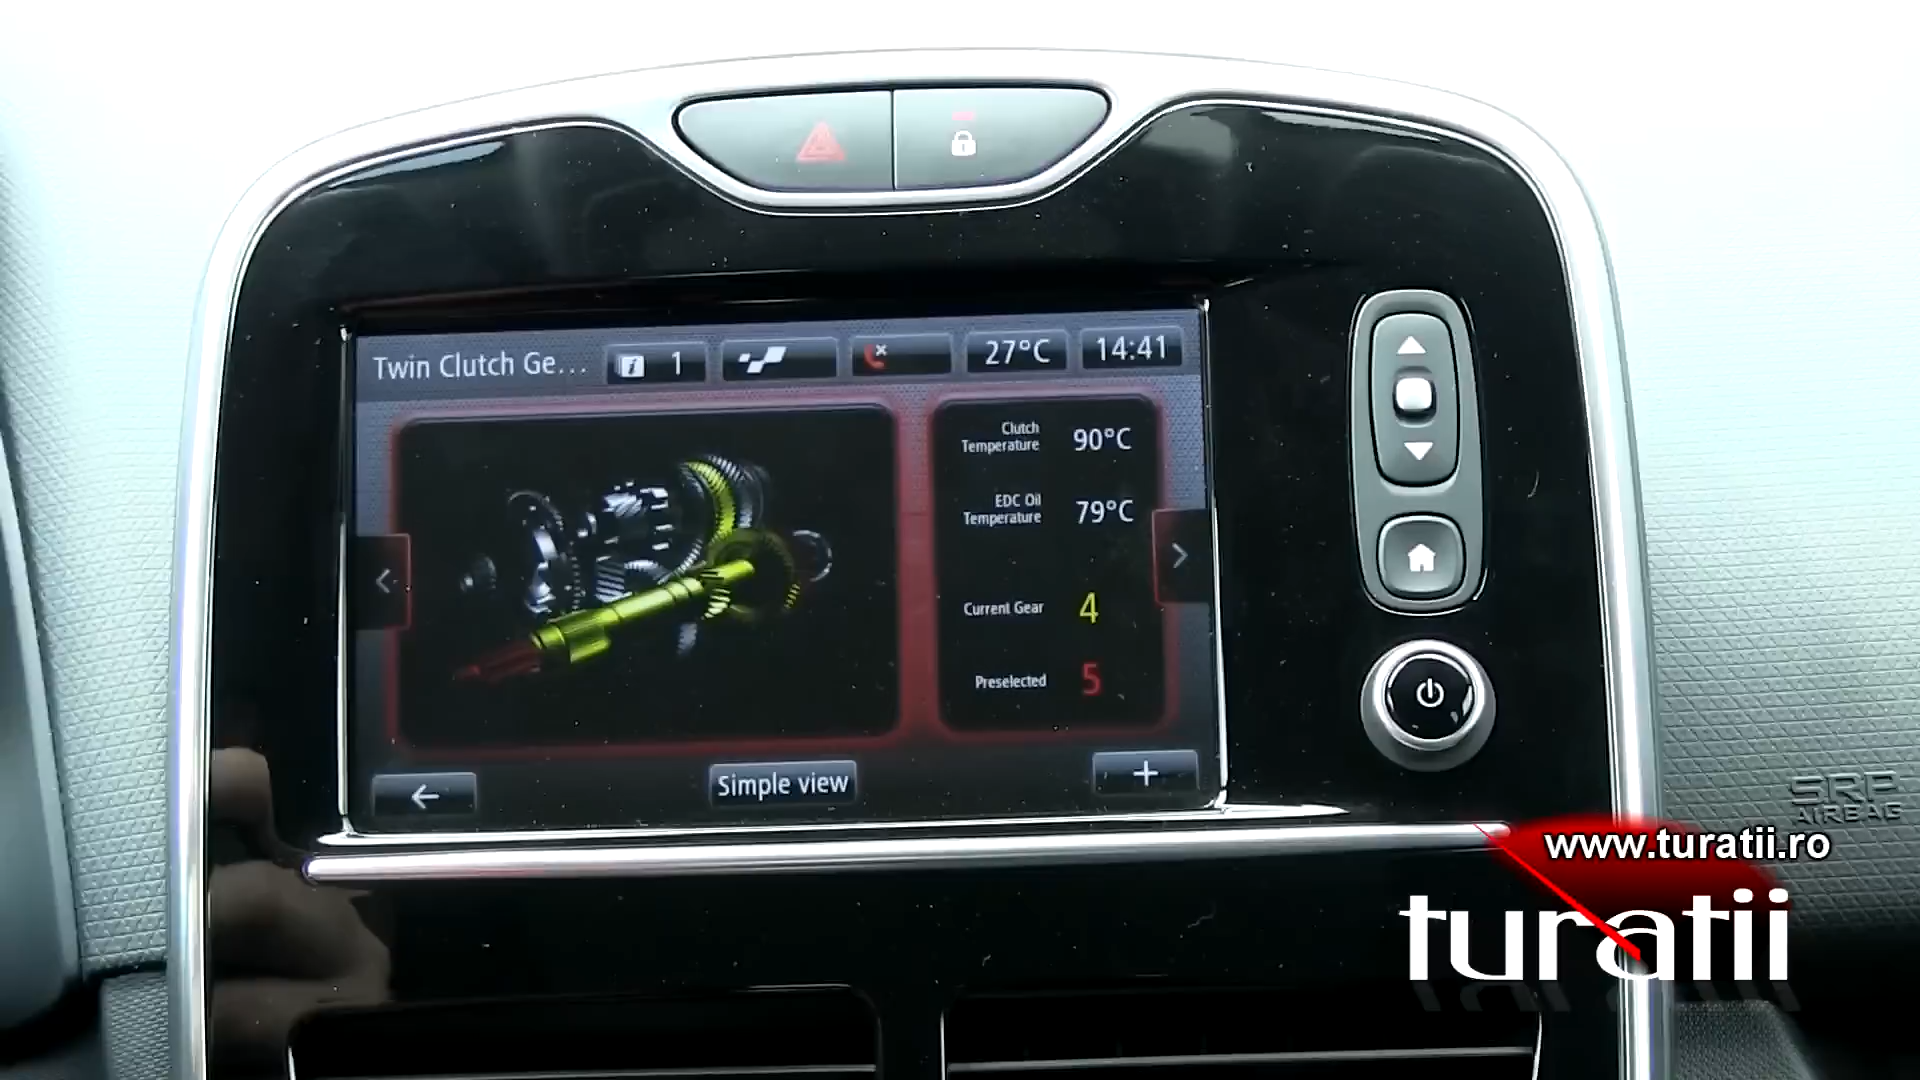 Twin Clutch Ge... 1 27°C 14:41
Clutch
Temperature 90°C
EDC Oil
Temperature 79°C
Current Gear 4
Preselected 5
Simple view
SRP
AIRBAG
www.turatii.ro
turatii